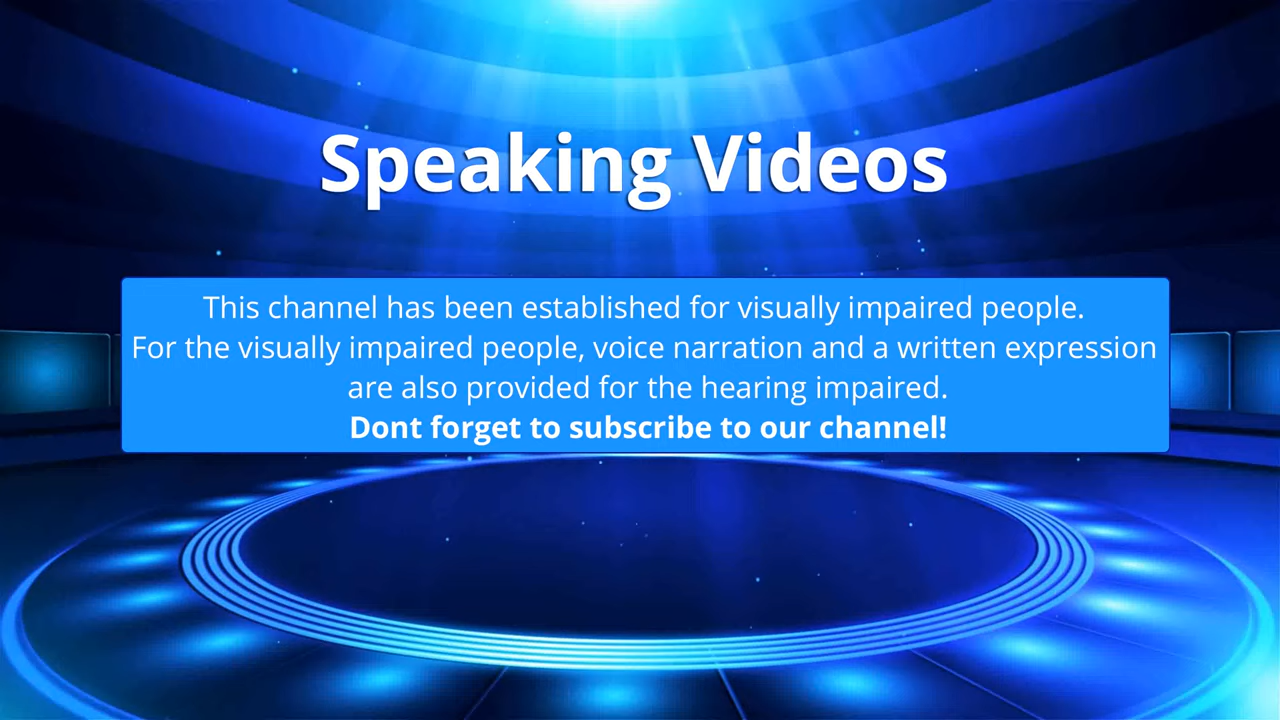 Speaking Videos
This channel has been established for visually impaired people.
For the visually impaired people, voice narration and a written expression
are also provided for the hearing impaired.
Dont forget to subscribe to our channel!